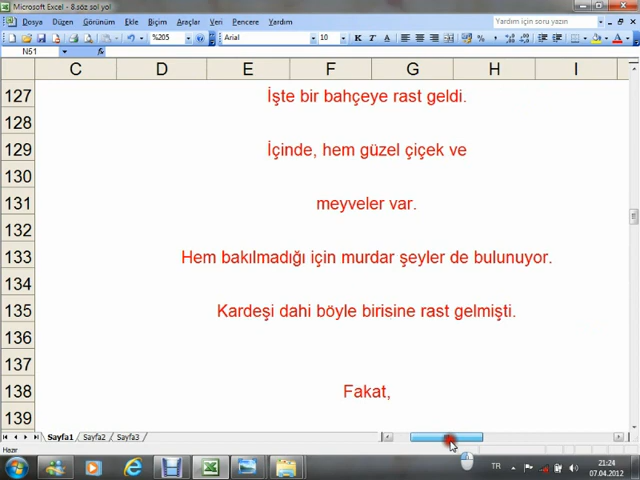 Microsoft Excel - 8.söz sol yol
Dosya Düzen Görünüm Ekle Biçim Araçlar Veri Pencere Yardım
Yardım için soru yazın
%205 Arial 10 K T A
N51 fx
C D E F G H I
127 İşte bir bahçeye rast geldi.
128
129 İçinde, hem güzel çiçek ve
130
131 meyveler var.
132
133 Hem bakılmadığı için murdar şeyler de bulunuyor.
134
135 Kardeşi dahi böyle birisine rast gelmişti.
136
137
138 Fakat,
139
Sayfa1 Sayfa2 Sayfa3
Hazır
TR 21:24
07.04.2012